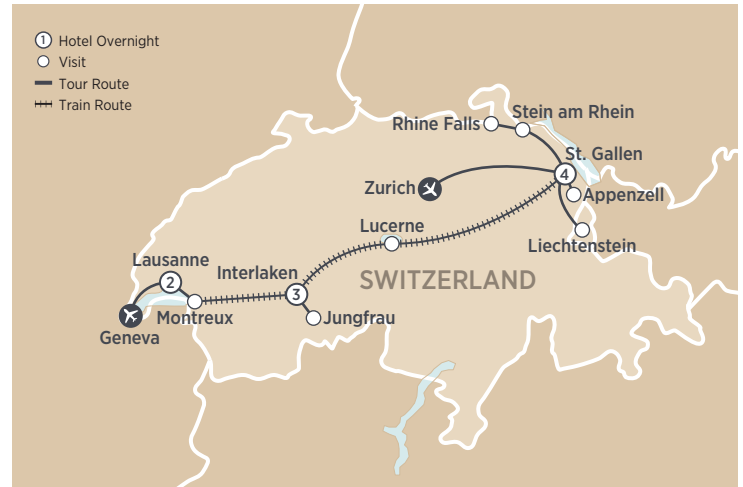 1 Hotel Overnight
Visit
Tour Route
Train Route
Rhine Falls
Stein am Rhein
St. Gallen
4
Zurich
Appenzell
Lucerne
Liechtenstein
Lausanne
2
Interlaken
3
SWITZERLAND
Montreux
Jungfrau
Geneva